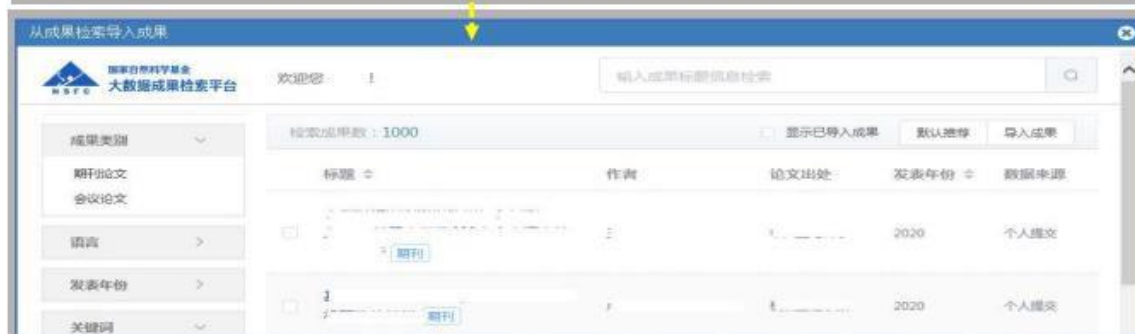 从成果检索导入成果
国家自然科学基金
大数据成果检索平台
NSFC
欢迎您 !
输入成果标题信息检索
成果类别
检索成果数：1000
显示已导入成果 默认推荐 导入成果
期刊论文
会议论文
标题 作者 论文出处 发表年份 数据来源
语言
期刊
2020 个人提交
发表年份
期刊
2020 个人提交
关键词